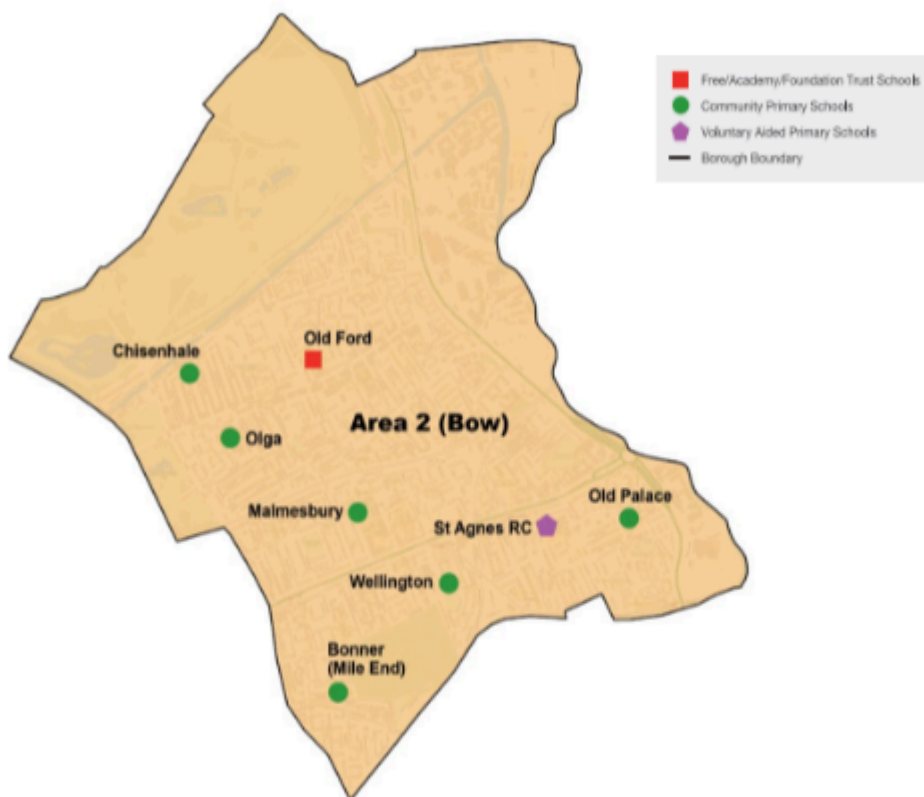 Free/Academy/Foundation Trust Schools
Community Primary Schools
Voluntary Aided Primary Schools
Borough Boundary
Old Ford
Chisenhale
Area 2 (Bow)
Olga
Old Palace
Malmesbury
St Agnes RC
Wellington
Bonner
(Mile End)